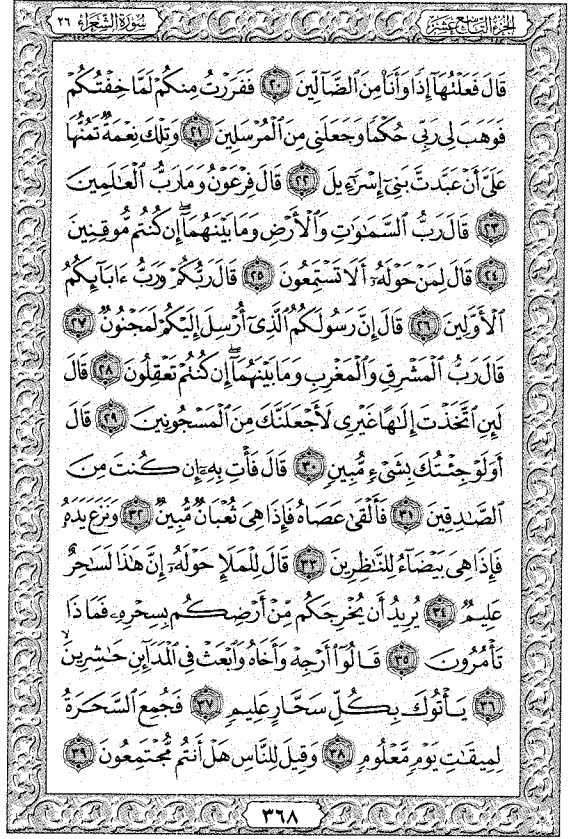 سُورَةُ الشُّعَرَاء ٢٦
الجزء التاسع عشر
قَالَ فَعَلْتُهَآ إِذًا وَأَنَا۠ مِنَ ٱلضَّآلِّينَ ٢٠ فَفَرَرْتُ مِنكُمْ لَمَّا خِفْتُكُمْ
فَوَهَبَ لِى رَبِّى حُكْمًا وَجَعَلَنِى مِنَ ٱلْمُرْسَلِينَ ٢١ وَتِلْكَ نِعْمَةٌ تَمُنُّهَا
عَلَىَّ أَنْ عَبَّدتَّ بَنِىٓ إِسْرَٰٓءِيلَ ٢٢ قَالَ فِرْعَوْنُ وَمَا رَبُّ ٱلْعَٰلَمِينَ
٢٣ قَالَ رَبُّ ٱلسَّمَٰوَٰتِ وَٱلْأَرْضِ وَمَا بَيْنَهُمَآ ۖ إِن كُنتُم مُّوقِنِينَ
٢٤ قَالَ لِمَنْ حَوْلَهُۥٓ أَلَا تَسْتَمِعُونَ ٢٥ قَالَ رَبُّكُمْ وَرَبُّ ءَابَآئِكُمُ
ٱلْأَوَّلِينَ ٢٦ قَالَ إِنَّ رَسُولَكُمُ ٱلَّذِىٓ أُرْسِلَ إِلَيْكُمْ لَمَجْنُونٌ ٢٧
قَالَ رَبُّ ٱلْمَشْرِقِ وَٱلْمَغْرِبِ وَمَا بَيْنَهُمَآ ۖ إِن كُنتُمْ تَعْقِلُونَ ٢٨ قَالَ
لَئِنِ ٱتَّخَذْتَ إِلَٰهًا غَيْرِى لَأَجْعَلَنَّكَ مِنَ ٱلْمَسْجُونِينَ ٢٩ قَالَ
أَوَلَوْ جِئْتُكَ بِشَىْءٍ مُّبِينٍ ٣٠ قَالَ فَأْتِ بِهِۦٓ إِن كُنتَ مِنَ
ٱلصَّٰدِقِينَ ٣١ فَأَلْقَىٰ عَصَاهُ فَإِذَا هِىَ ثُعْبَانٌ مُّبِينٌ ٣٢ وَنَزَعَ يَدَهُۥ
فَإِذَا هِىَ بَيْضَآءُ لِلنَّٰظِرِينَ ٣٣ قَالَ لِلْمَلَإِ حَوْلَهُۥٓ إِنَّ هَٰذَا لَسَٰحِرٌ
عَلِيمٌ ٣٤ يُرِيدُ أَن يُخْرِجَكُم مِّنْ أَرْضِكُم بِسِحْرِهِۦ فَمَاذَا
تَأْمُرُونَ ٣٥ قَالُوٓا۟ أَرْجِهْ وَأَخَاهُ وَٱبْعَثْ فِى ٱلْمَدَآئِنِ حَٰشِرِينَ
٣٦ يَأْتُوكَ بِكُلِّ سَحَّارٍ عَلِيمٍ ٣٧ فَجُمِعَ ٱلسَّحَرَةُ
لِمِيقَٰتِ يَوْمٍ مَّعْلُومٍ ٣٨ وَقِيلَ لِلنَّاسِ هَلْ أَنتُم مُّجْتَمِعُونَ ٣٩
٣٦٨